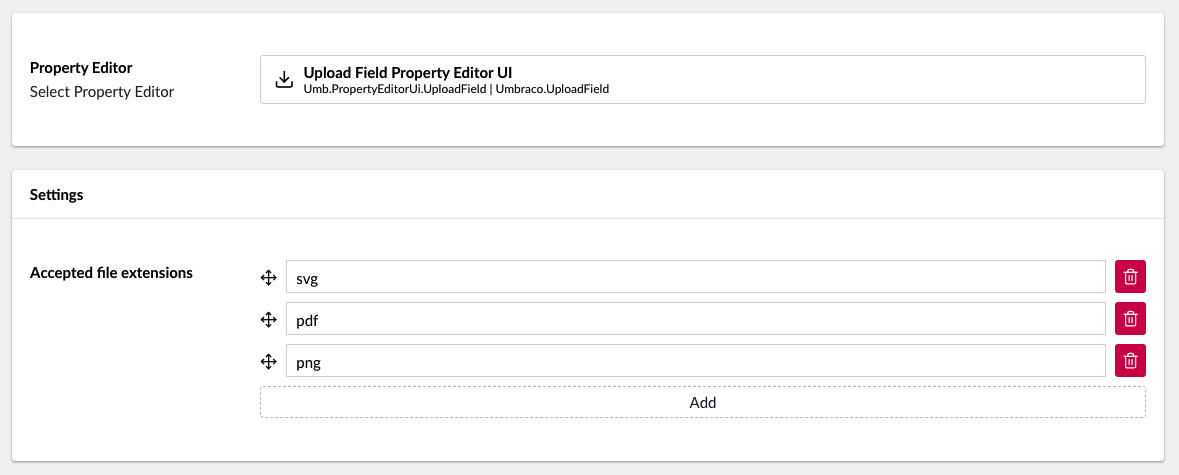 Property Editor
Select Property Editor
Upload Field Property Editor UI
Umb.PropertyEditorUi.UploadField | Umbraco.UploadField
Settings
Accepted file extensions
svg
pdf
png
Add